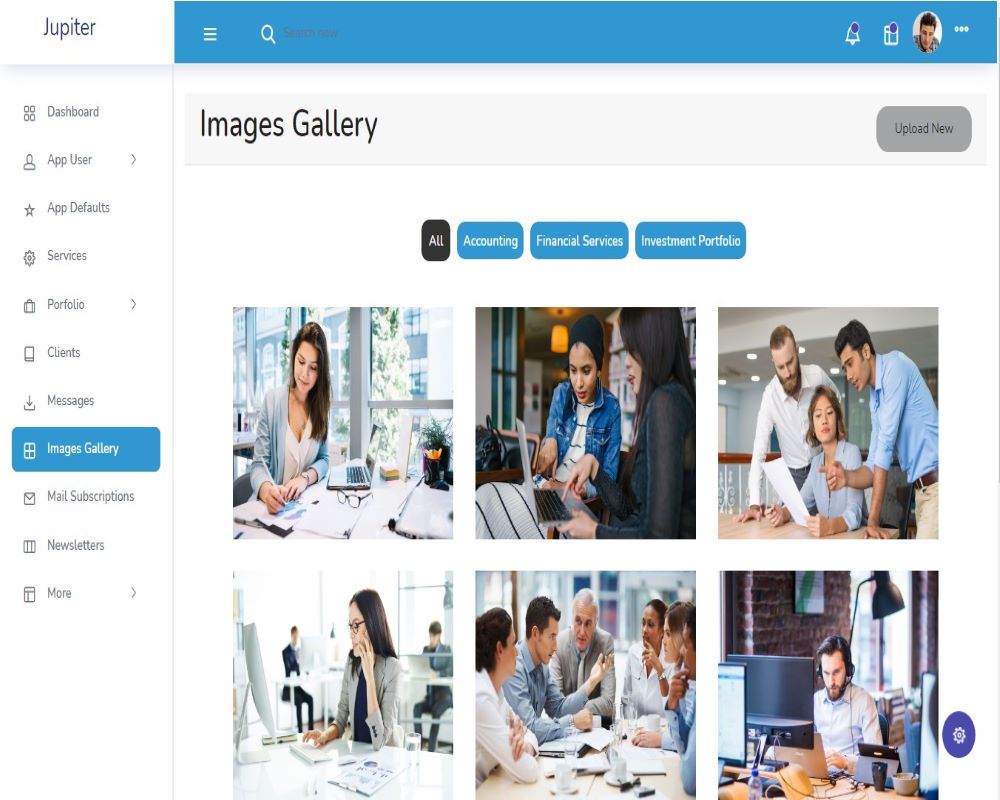 Jupiter
Search now
Images Gallery
Upload New
Dashboard
App User
App Defaults
Services
Porfolio
Clients
Messages
Images Gallery
Mail Subscriptions
Newsletters
More
All
Accounting
Financial Services
Investment Portfolio